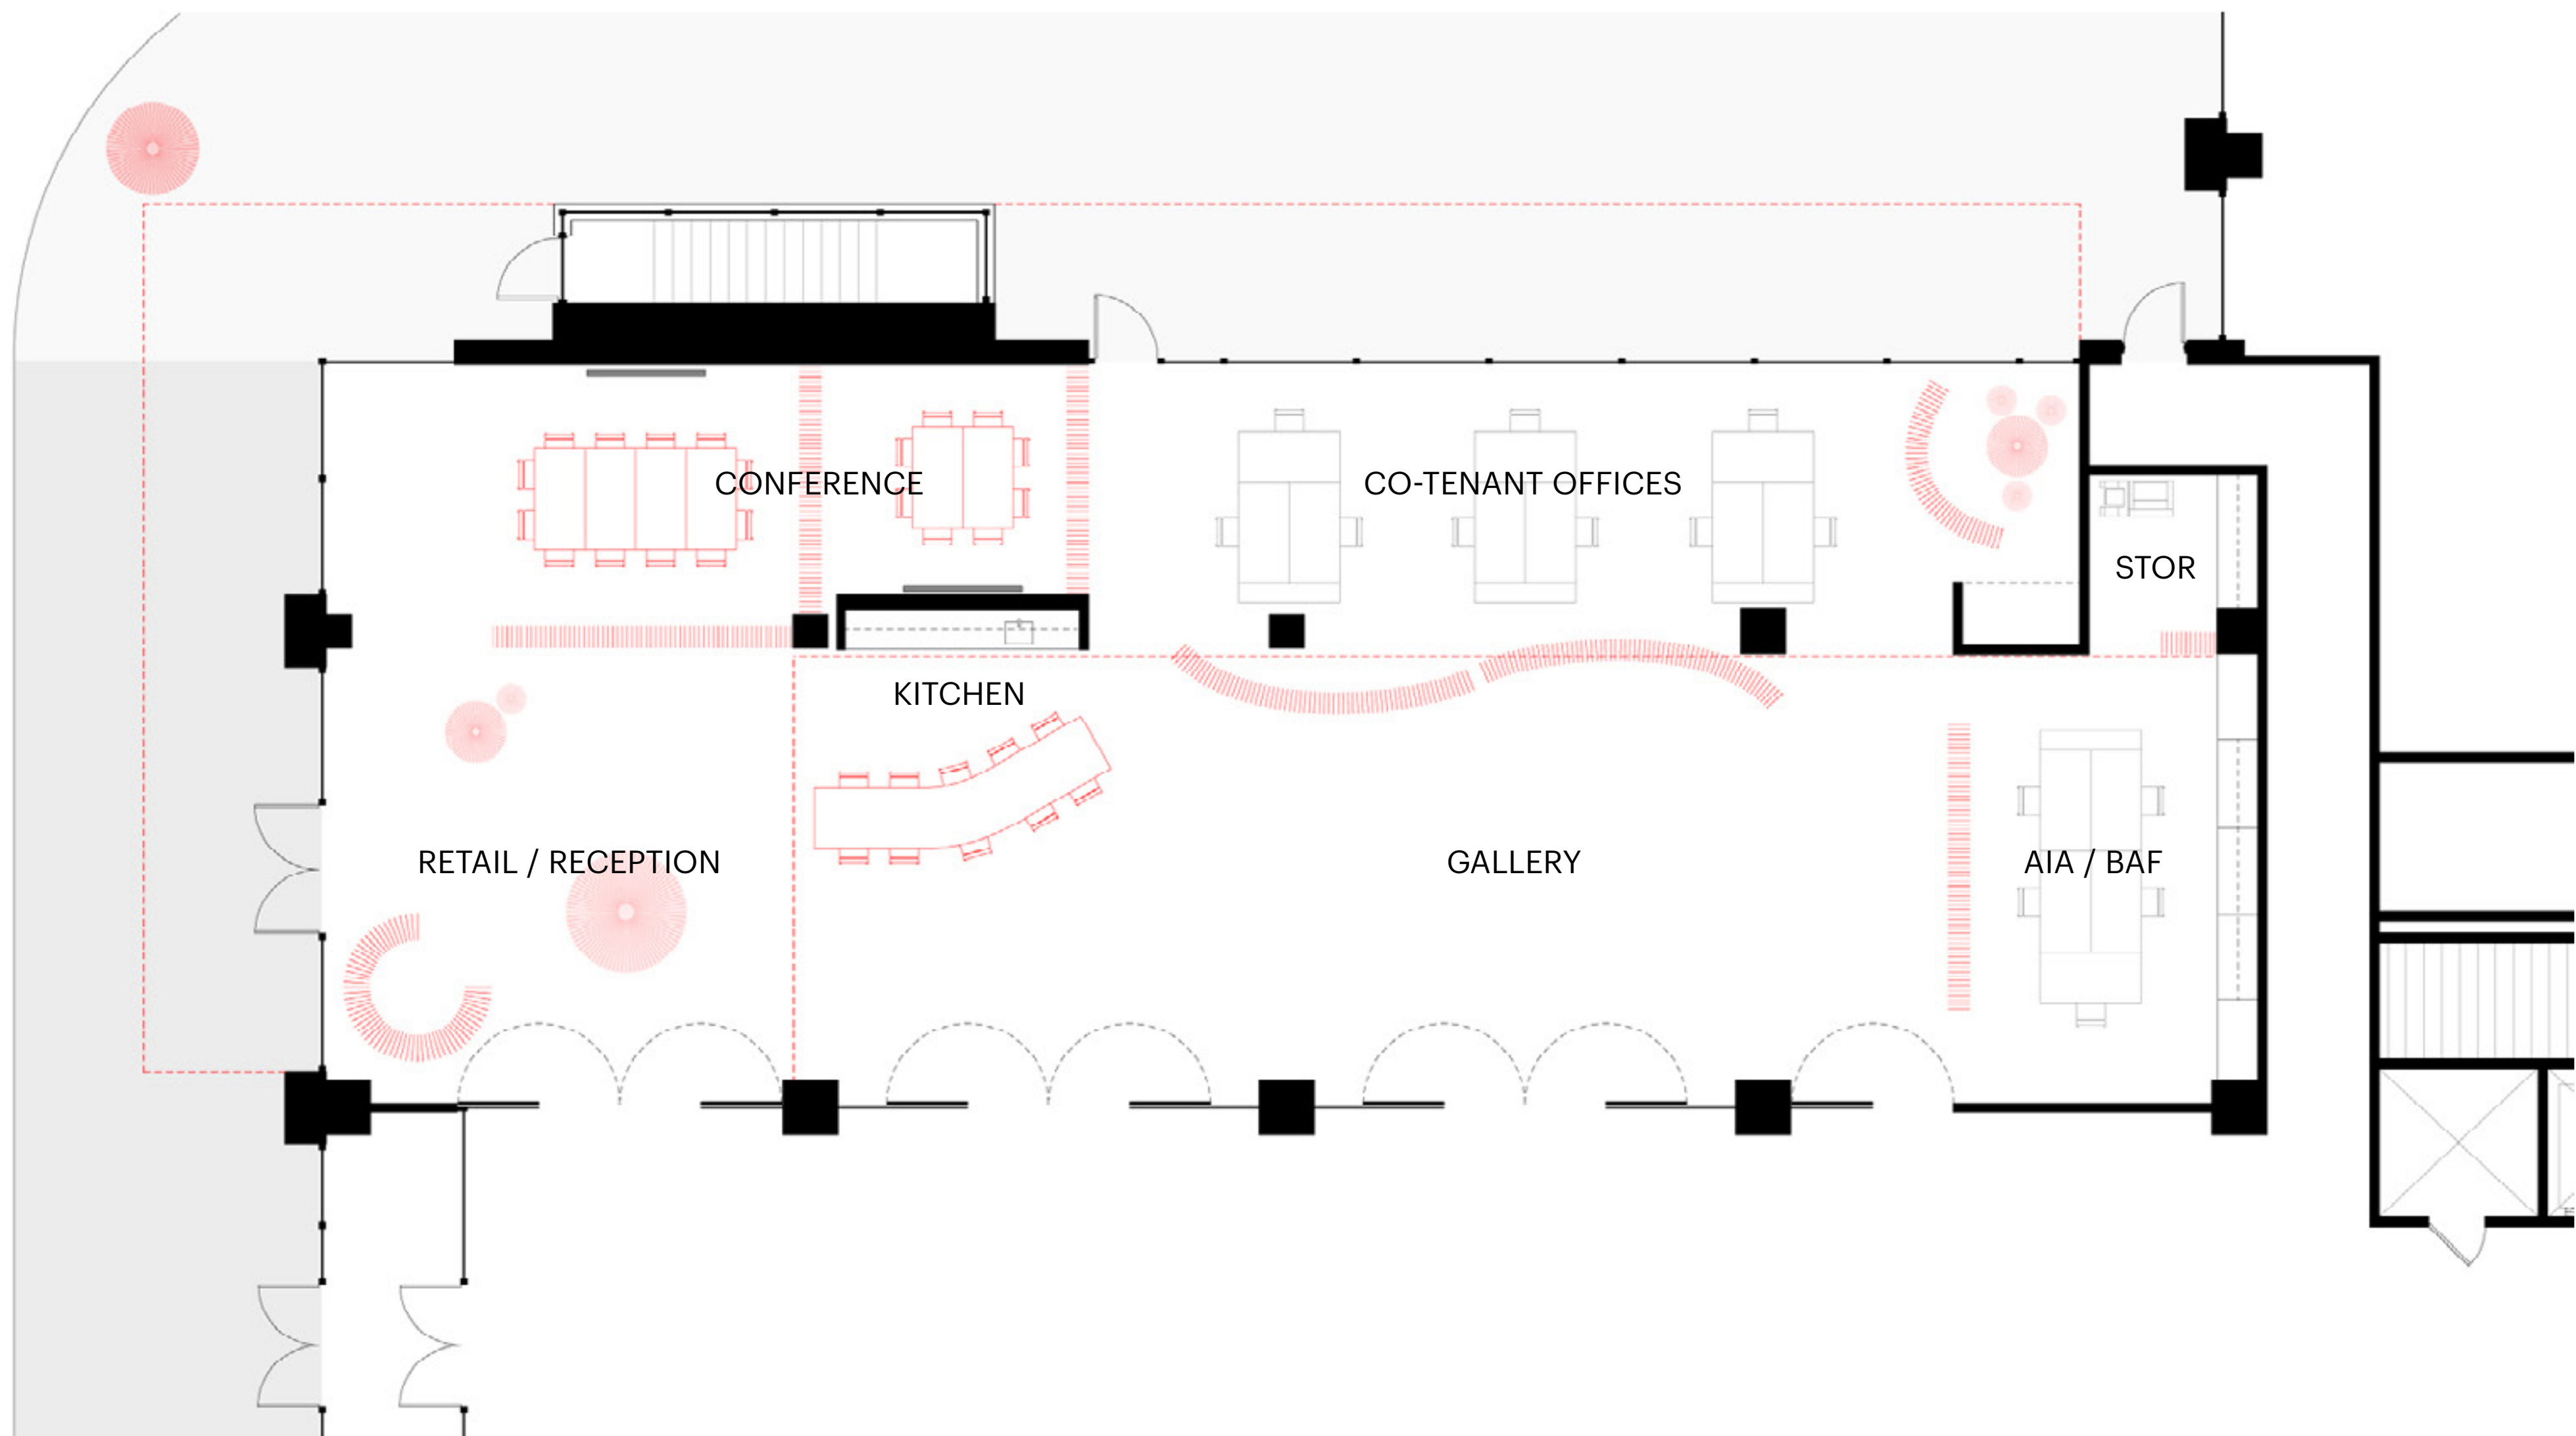 CONFERENCE
CO-TENANT OFFICES
STOR
KITCHEN
RETAIL / RECEPTION
GALLERY
AIA / BAF